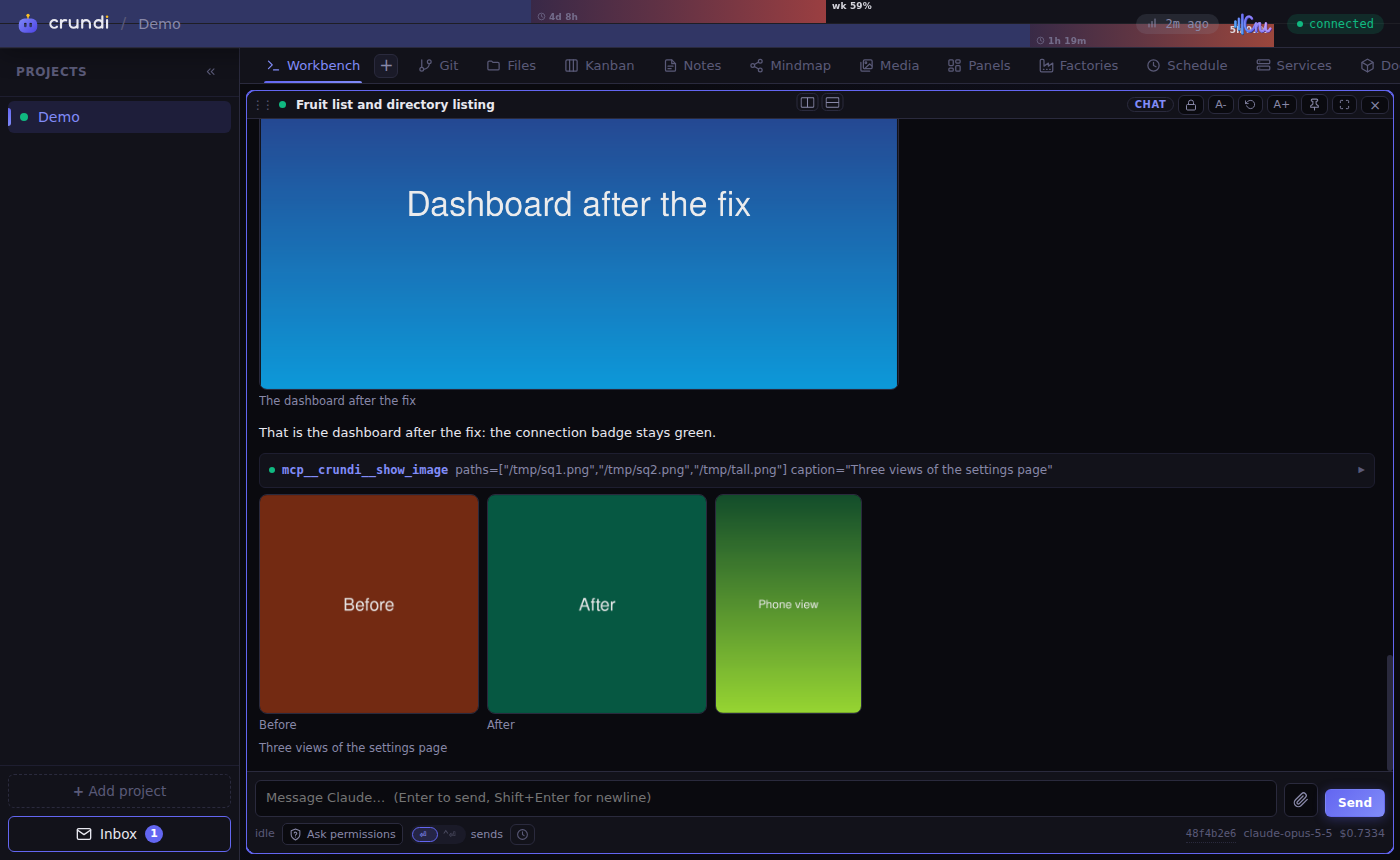 crundi / Demo
4d 8h
wk 59%
1h 19m
2m ago
connected
PROJECTS
Demo
+ Add project
Inbox 1
Workbench
+
Git
Files
Kanban
Notes
Mindmap
Media
Panels
Factories
Schedule
Services
Do
Fruit list and directory listing
CHAT
A-
A+
Dashboard after the fix
The dashboard after the fix
That is the dashboard after the fix: the connection badge stays green.
mcp__crundi__show_image paths=["/tmp/sq1.png","/tmp/sq2.png","/tmp/tall.png"] caption="Three views of the settings page"
Before
After
Phone view
Before
After
Three views of the settings page
Message Claude… (Enter to send, Shift+Enter for newline)
Send
idle
Ask permissions
sends
48f4b2e6 claude-opus-5-5 $0.7334